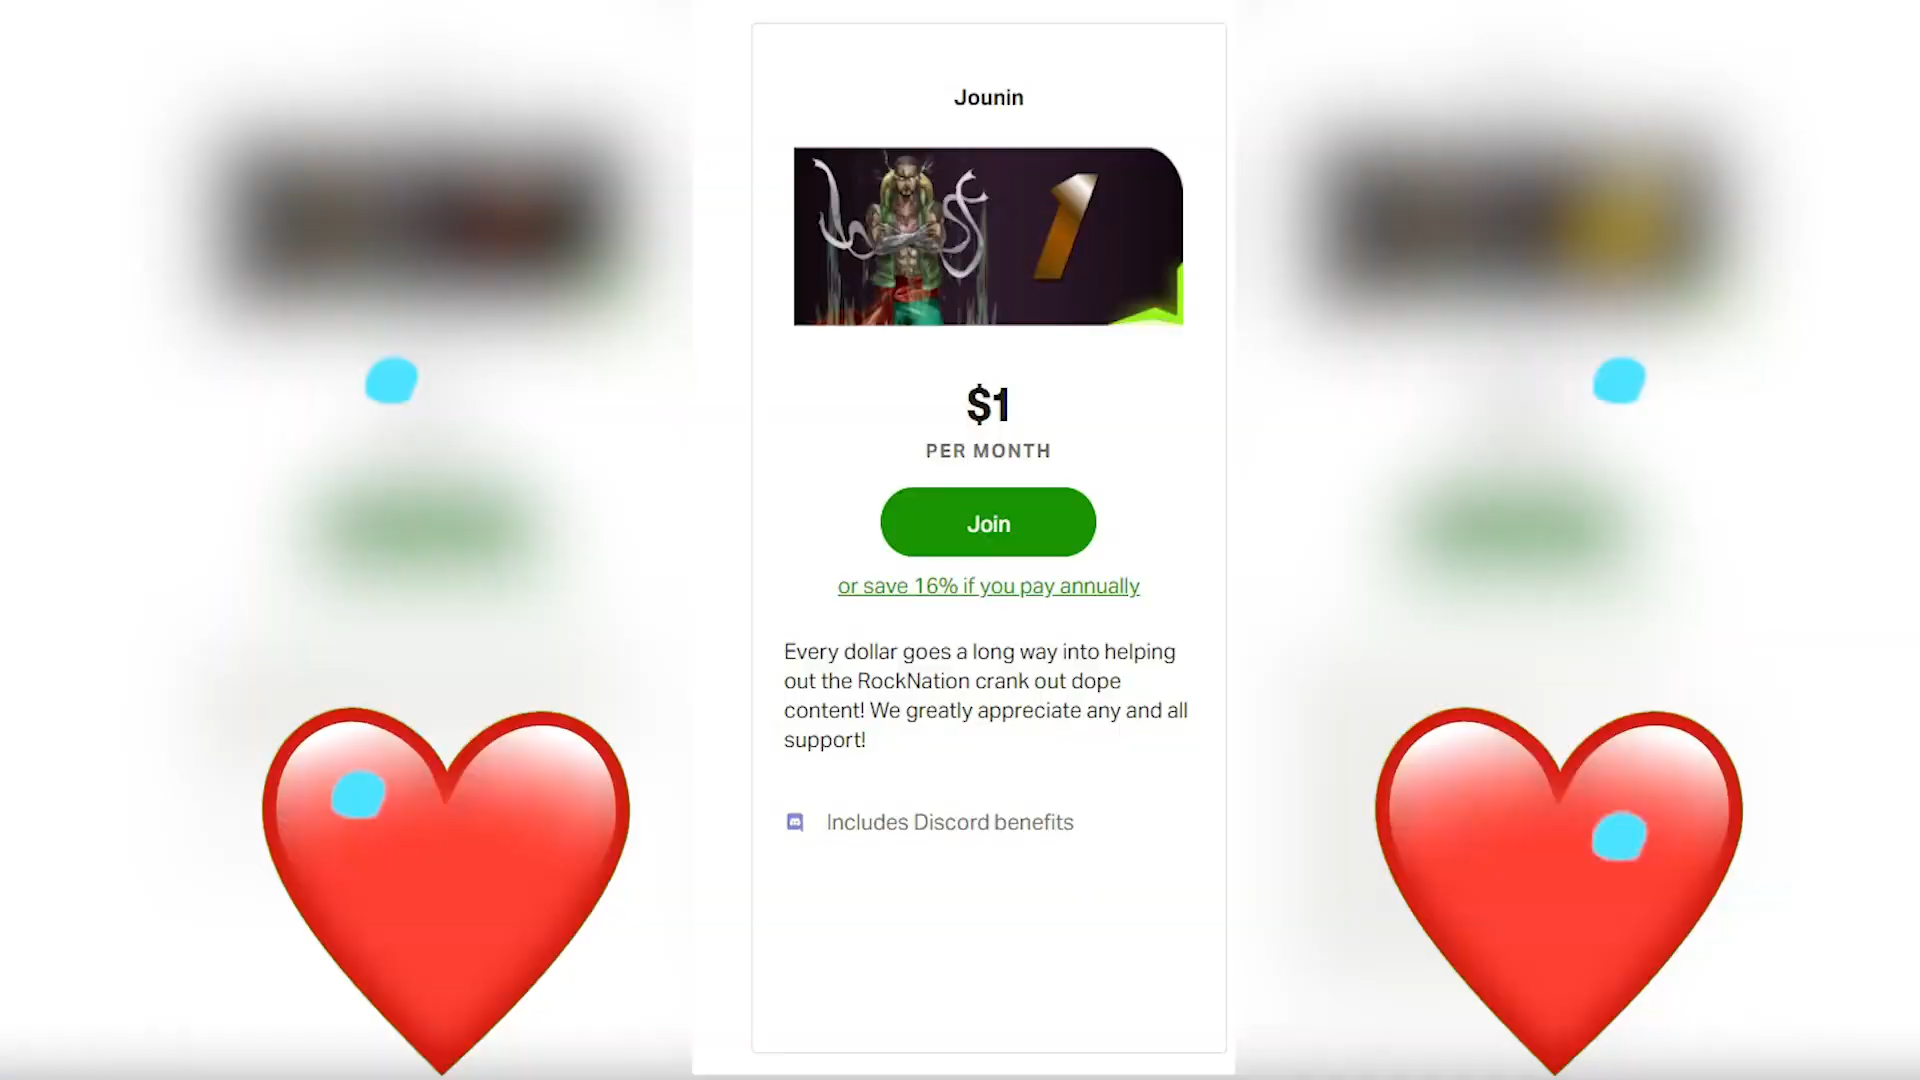 Jounin
1
$1
PER MONTH
Join
or save 16% if you pay annually
Every dollar goes a long way into helping
out the RockNation crank out dope
content! We greatly appreciate any and all
support!
Includes Discord benefits